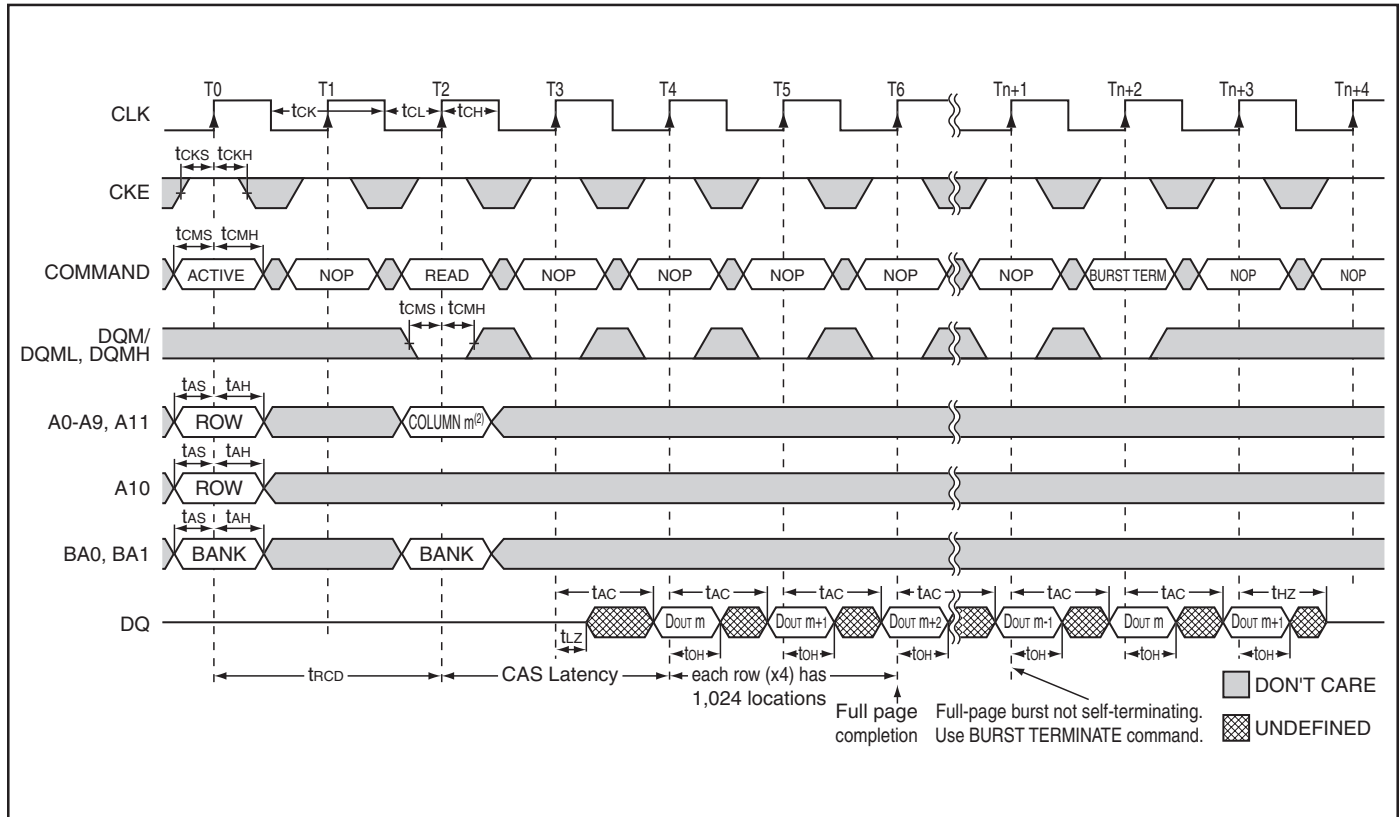 T0 T1 T2 T3 T4 T5 T6 Tn+1 Tn+2 Tn+3 Tn+4
CLK
tCK tCL tCH
tCKS tCKH
CKE
tCMS tCMH
COMMAND ACTIVE NOP READ NOP NOP NOP NOP NOP BURST TERM NOP NOP
tCMS tCMH
DQM/
DQML, DQMH
tAS tAH
A0-A9, A11 ROW COLUMN m(2)
tAS tAH
A10 ROW
tAS tAH
BA0, BA1 BANK BANK
tAC tAC tAC tAC tAC tAC tHZ
DQ DOUT m DOUT m+1 DOUT m+2 DOUT m-1 DOUT m DOUT m+1
tLZ tOH tOH tOH tOH tOH tOH
tRCD CAS Latency each row (x4) has
1,024 locations
Full page
completion
Full-page burst not self-terminating.
Use BURST TERMINATE command.
DON'T CARE
UNDEFINED